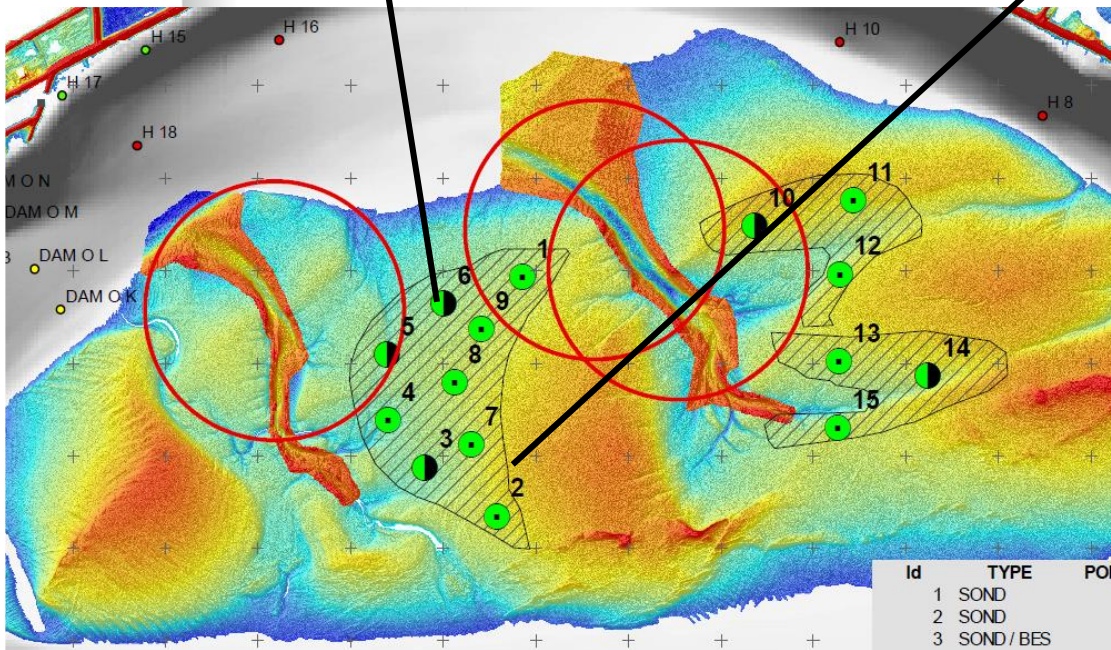 H 15
H 16
H 10
H 17
H 8
H 18
M O N
DAM O M
DAM O L
DAM O K
11
10
12
1
6
9
5
8
13
14
4
15
7
3
2
Id TYPE
1 SOND
2 SOND
3 SOND / BES